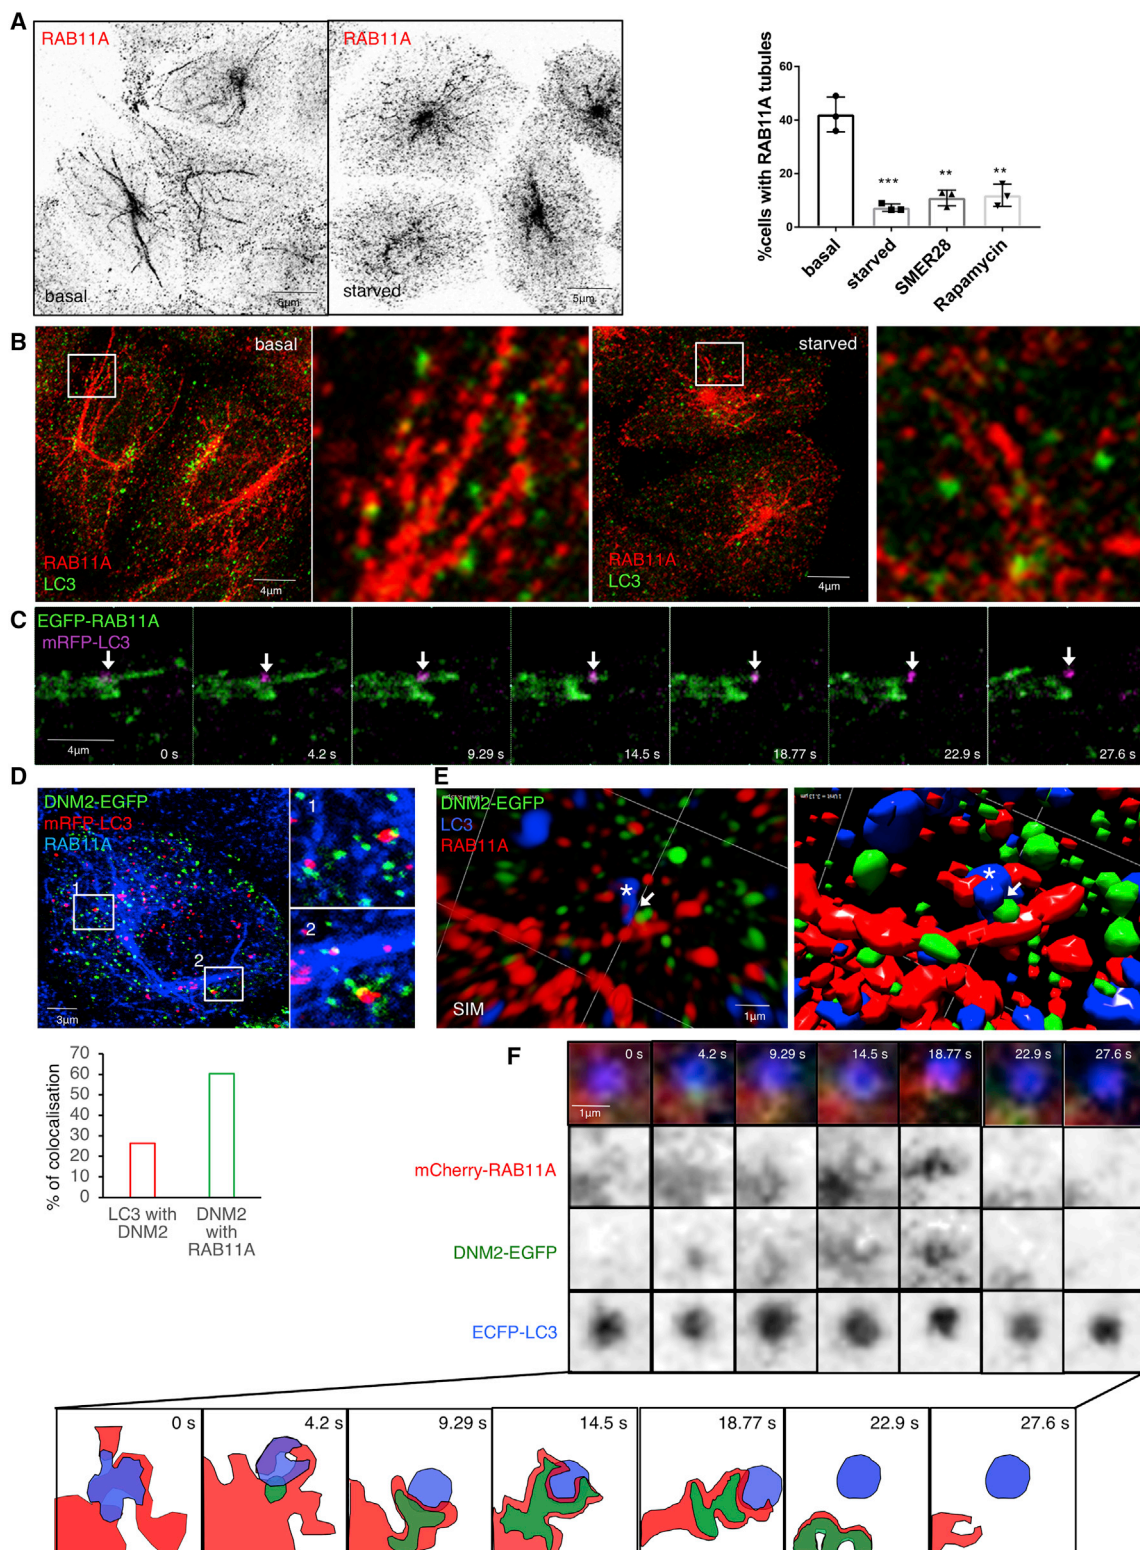 A
RAB11A
basal
5µm
RAB11A
starved
5µm
%cells with RAB11A tubules
60
40
20
0
***
**
**
basal
starved
SMER28
Rapamycin
B
basal
RAB11A
LC3
4µm
starved
RAB11A
LC3
4µm
C
EGFP-RAB11A
mRFP-LC3
4µm
0 s
4.2 s
9.29 s
14.5 s
18.77 s
22.9 s
27.6 s
D
DNM2-EGFP
mRFP-LC3
RAB11A
1
2
3µm
1
2
E
DNM2-EGFP
LC3
RAB11A
*
SIM
1µm
*
% of colocalisation
70
60
50
40
30
20
10
0
LC3 with
DNM2
DNM2
with
RAB11A
F
0 s
4.2 s
9.29 s
14.5 s
18.77 s
22.9 s
27.6 s
1µm
mCherry-RAB11A
DNM2-EGFP
ECFP-LC3
0 s
4.2 s
9.29 s
14.5 s
18.77 s
22.9 s
27.6 s